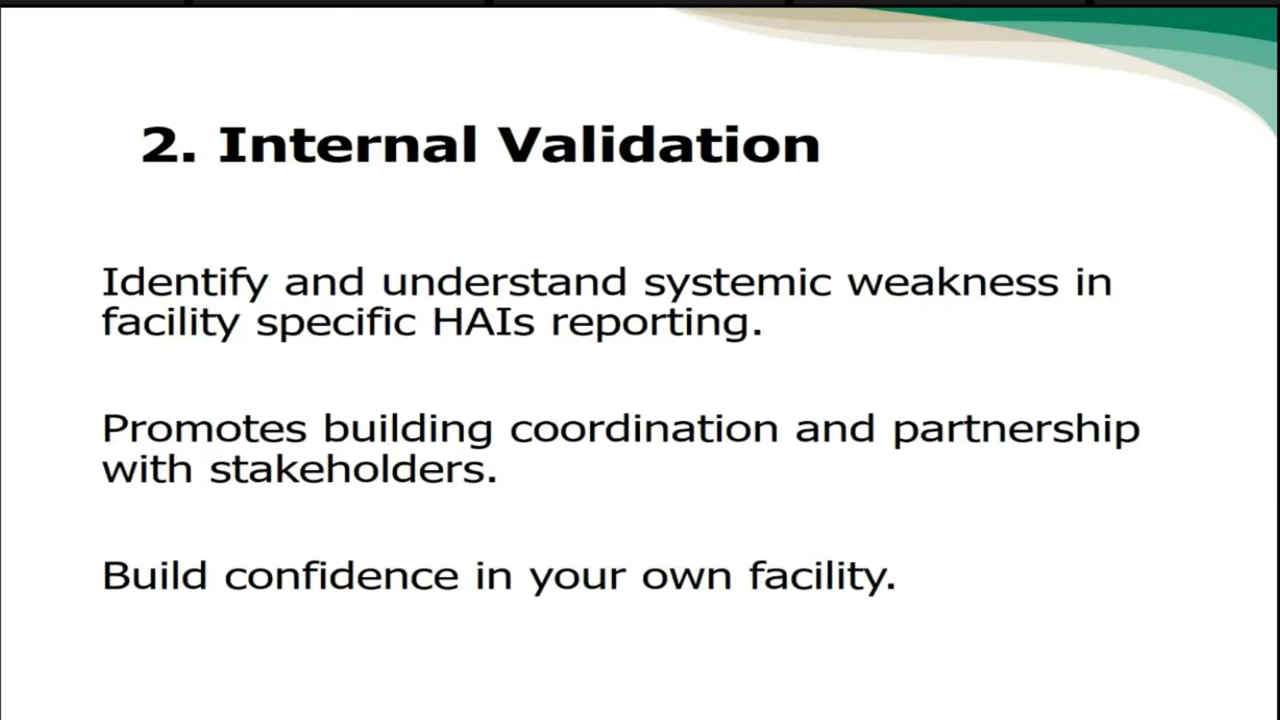 2. Internal Validation
Identify and understand systemic weakness in
facility specific HAIs reporting.
Promotes building coordination and partnership
with stakeholders.
Build confidence in your own facility.